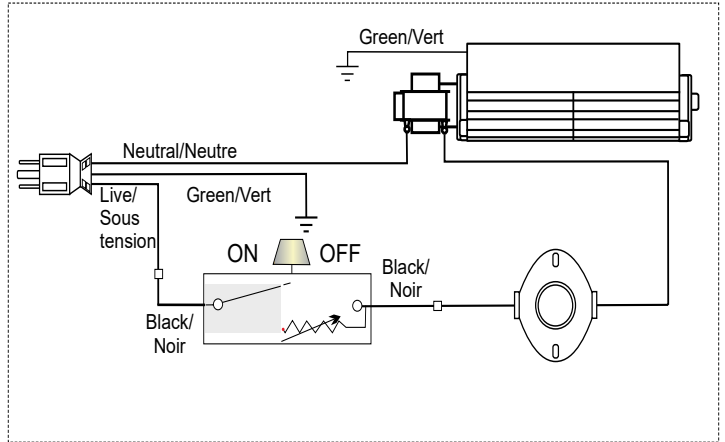 Green/Vert
Neutral/Neutre
Live/
Sous
tension
Green/Vert
ON
OFF
Black/
Noir
Black/
Noir